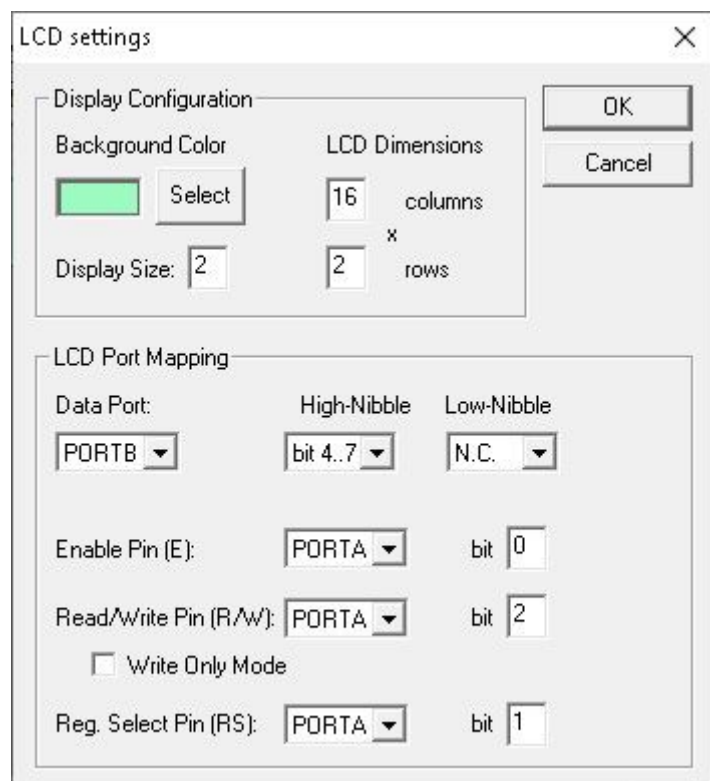 LCD settings
Display Configuration
OK
Background Color
LCD Dimensions
Cancel
Select
16 columns
x
Display Size: 2
2 rows
LCD Port Mapping
Data Port:
High-Nibble
Low-Nibble
PORTB
bit 4..7
N.C.
Enable Pin (E): PORTA bit 0
Read/Write Pin (R/W): PORTA bit 2
Write Only Mode
Reg. Select Pin (RS): PORTA bit 1